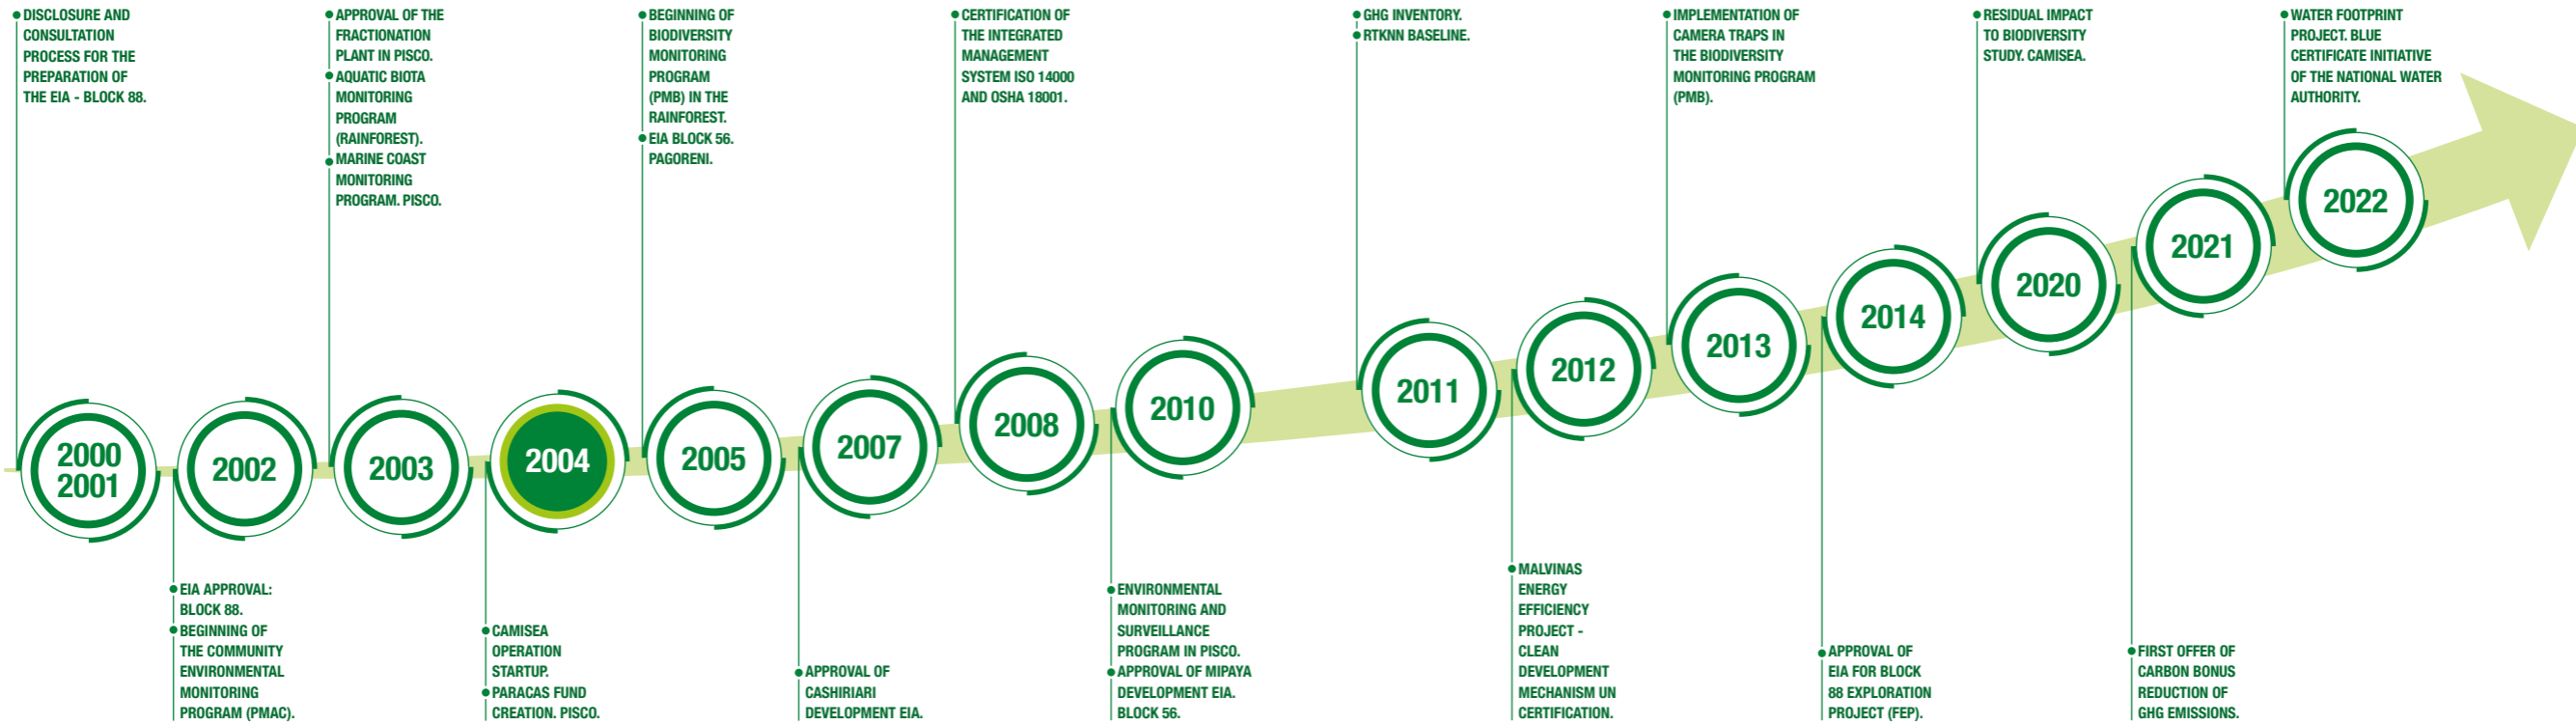 DISCLOSURE AND
CONSULTATION
PROCESS FOR THE
PREPARATION OF
THE EIA - BLOCK 88.
APPROVAL OF THE
FRACTIONATION
PLANT IN PISCO.
AQUATIC BIOTA
MONITORING
PROGRAM
(RAINFOREST).
MARINE COAST
MONITORING
PROGRAM. PISCO.
BEGINNING OF
BIODIVERSITY
MONITORING
PROGRAM
(PMB) IN THE
RAINFOREST.
EIA BLOCK 56.
PAGORENI.
CERTIFICATION OF
THE INTEGRATED
MANAGEMENT
SYSTEM ISO 14000
AND OSHA 18001.
GHG INVENTORY.
RTKNN BASELINE.
IMPLEMENTATION OF
CAMERA TRAPS IN
THE BIODIVERSITY
MONITORING PROGRAM
(PMB).
RESIDUAL IMPACT
TO BIODIVERSITY
STUDY. CAMISEA.
WATER FOOTPRINT
PROJECT. BLUE
CERTIFICATE INITIATIVE
OF THE NATIONAL WATER
AUTHORITY.
2000
2001
2002
2003
2004
2005
2007
2008
2010
2011
2012
2013
2014
2020
2021
2022
EIA APPROVAL:
BLOCK 88.
BEGINNING OF
THE COMMUNITY
ENVIRONMENTAL
MONITORING
PROGRAM (PMAC).
CAMISEA
OPERATION
STARTUP.
PARACAS FUND
CREATION. PISCO.
APPROVAL OF
CASHIRIARI
DEVELOPMENT EIA.
ENVIRONMENTAL
MONITORING AND
SURVEILLANCE
PROGRAM IN PISCO.
APPROVAL OF MIPAYA
DEVELOPMENT EIA.
BLOCK 56.
MALVINAS
ENERGY
EFFICIENCY
PROJECT -
CLEAN
DEVELOPMENT
MECHANISM UN
CERTIFICATION.
APPROVAL OF
EIA FOR BLOCK
88 EXPLORATION
PROJECT (FEP).
FIRST OFFER OF
CARBON BONUS
REDUCTION OF
GHG EMISSIONS.